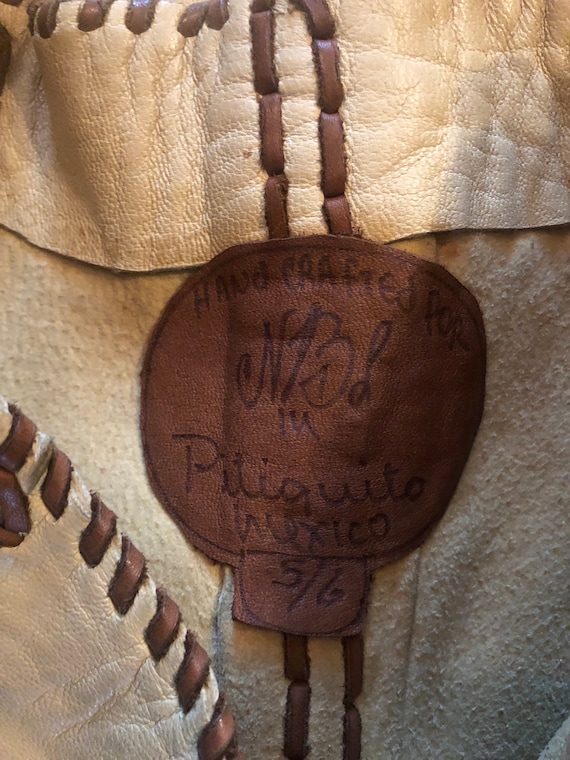 HAND CRAFTED FOR
in
Pitiquito
Mexico
5/6